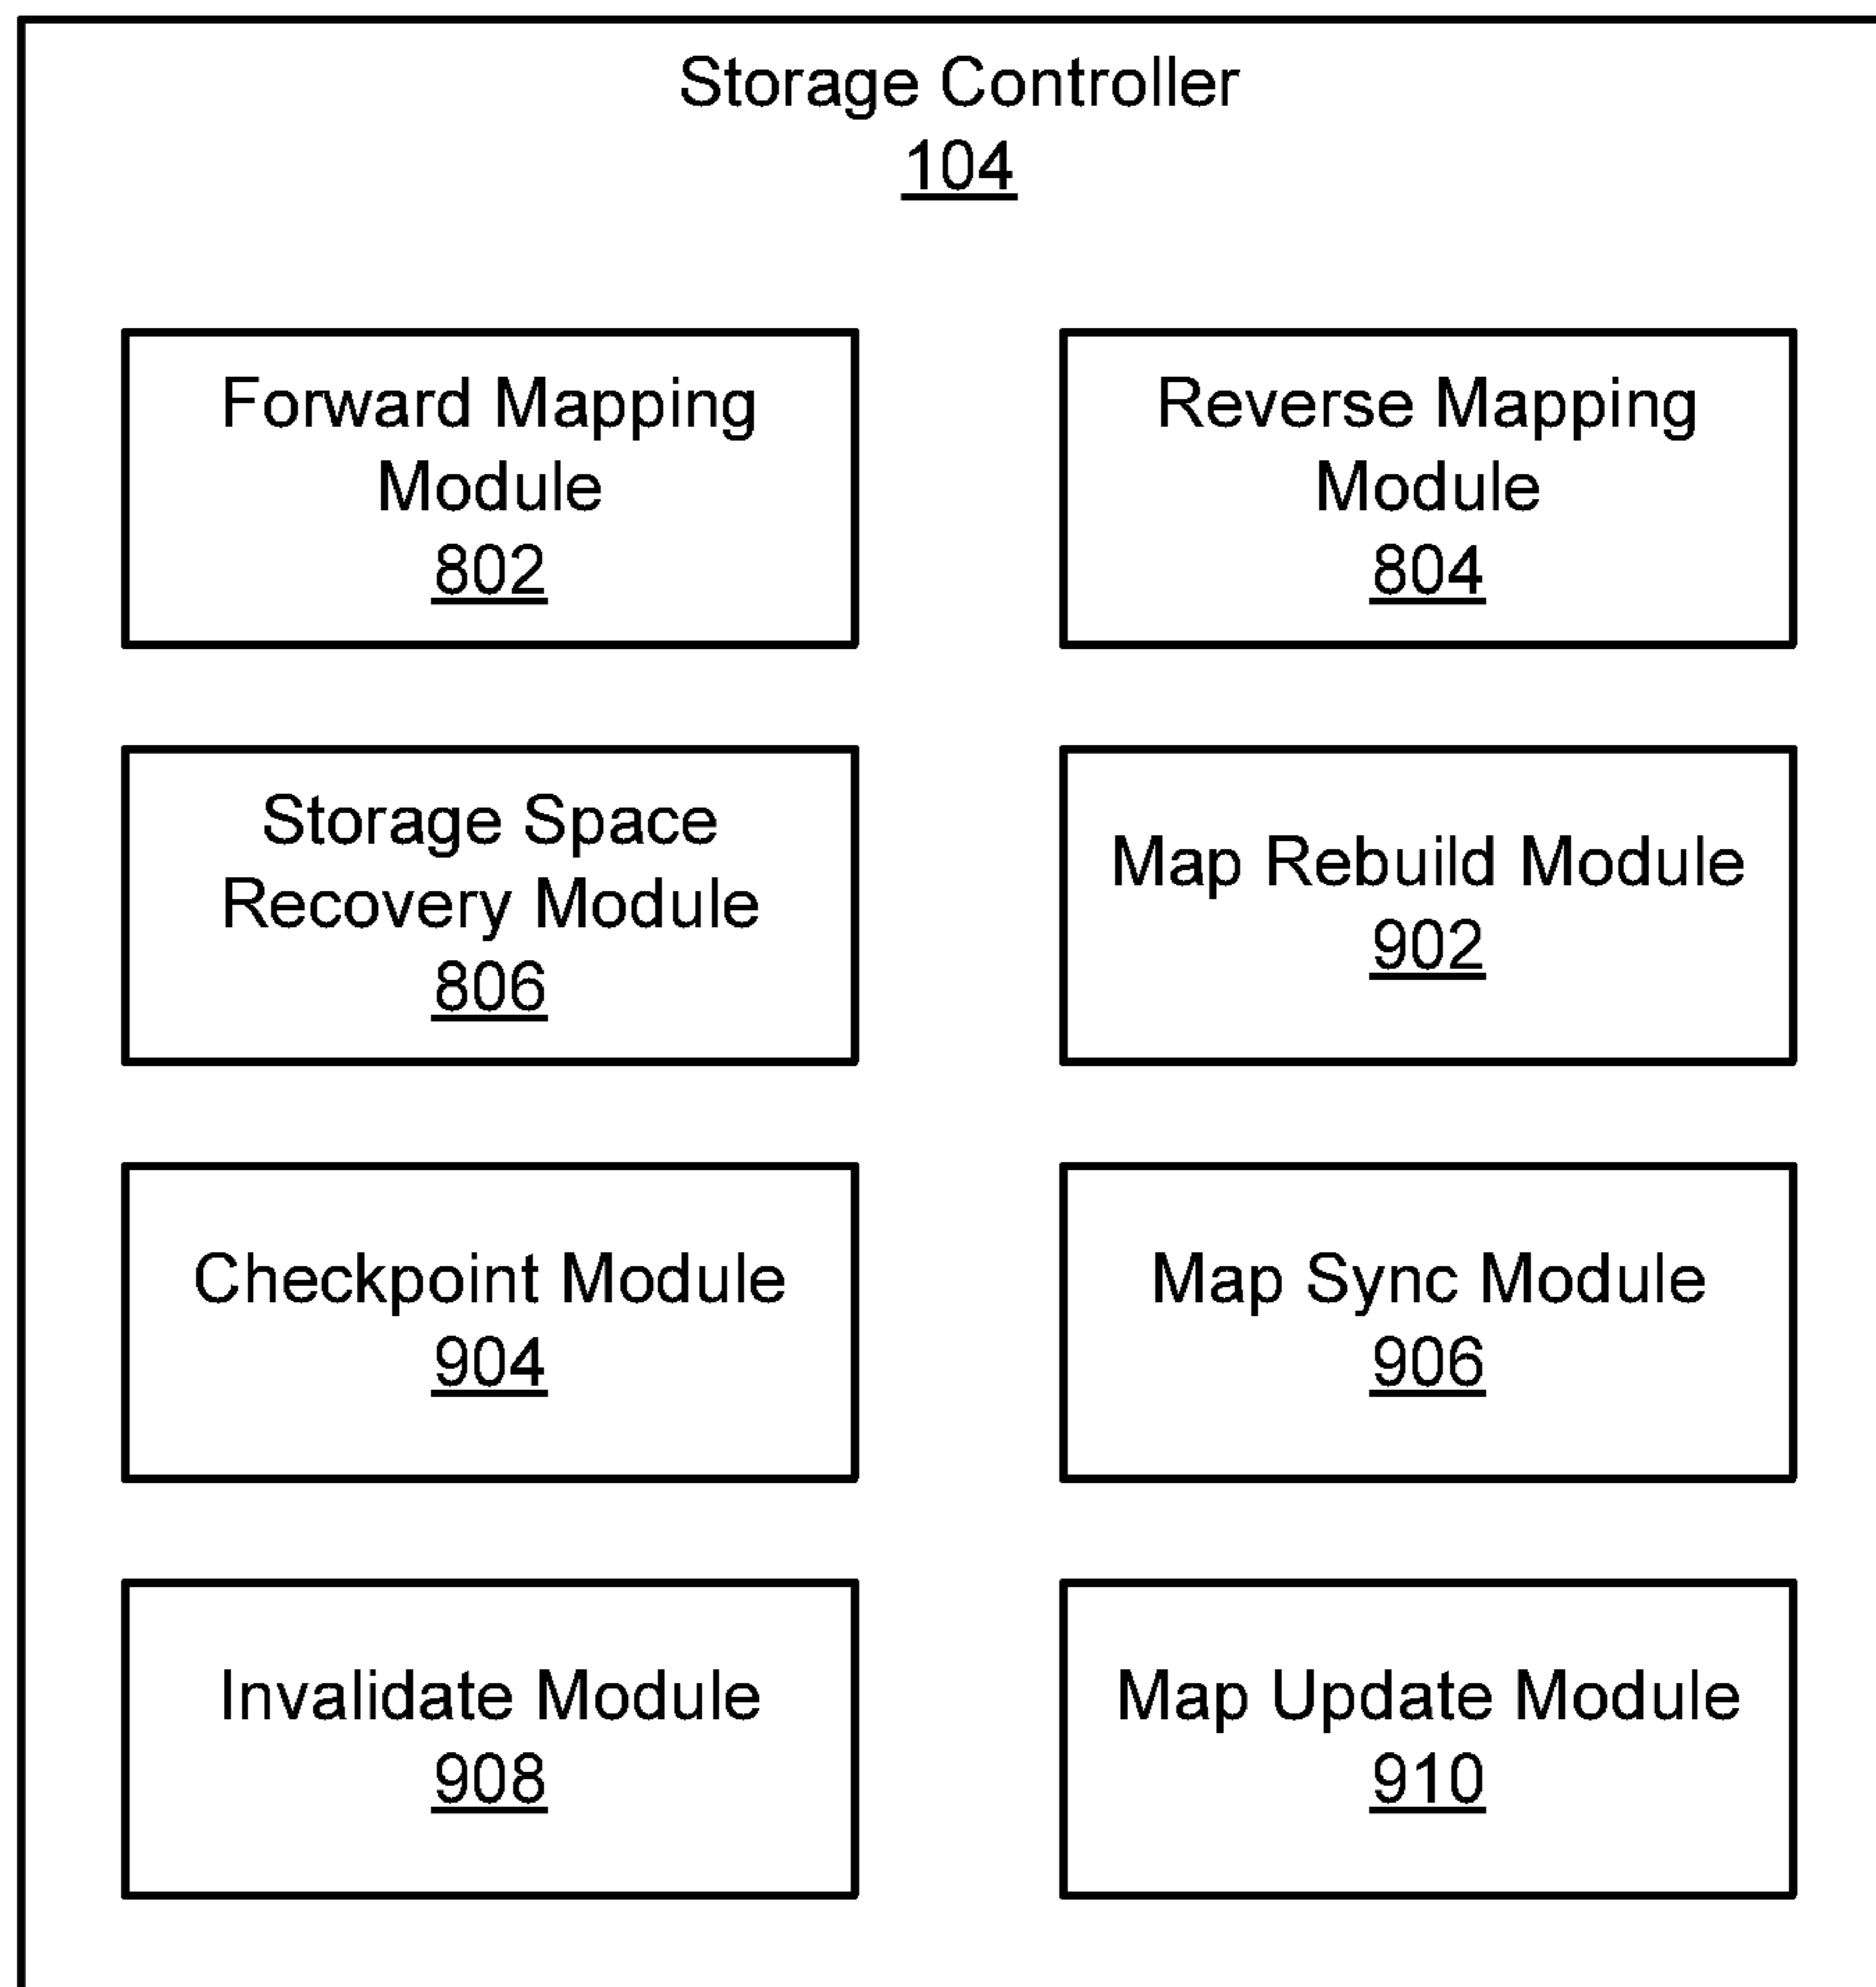 Storage Controller
104
Forward Mapping
Module
802
Reverse Mapping
Module
804
Storage Space
Recovery Module
806
Map Rebuild Module
902
Checkpoint Module
904
Map Sync Module
906
Invalidate Module
908
Map Update Module
910